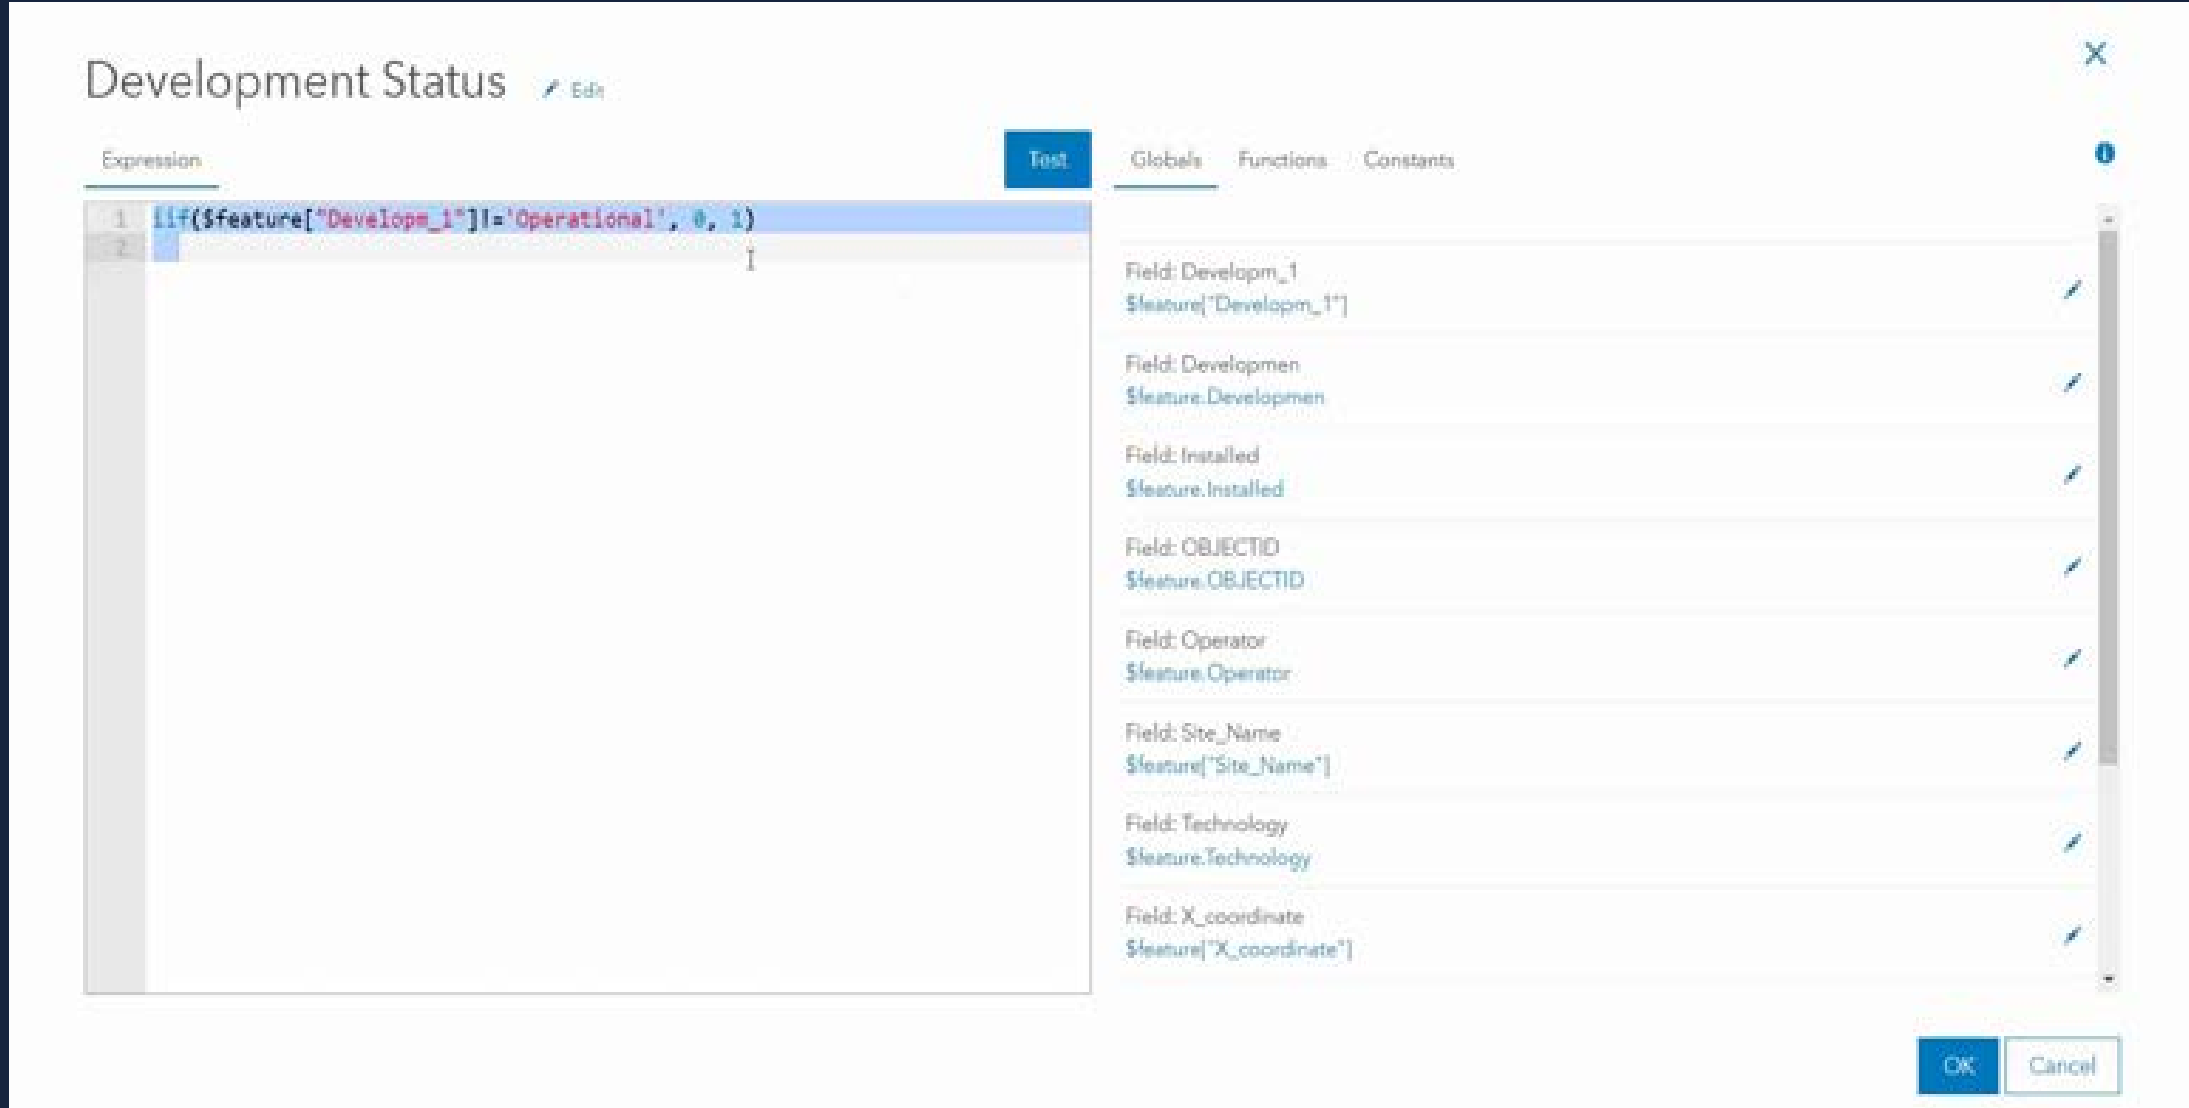 Development Status
Edit
Expression
Test
Globals
Functions
Constants
1 iif($feature["Developm_1"]!='Operational', 0, 1)
2
Field: Developm_1
$feature["Developm_1"]
Field: Developmen
$feature.Developmen
Field: Installed
$feature.Installed
Field: OBJECTID
$feature.OBJECTID
Field: Operator
$feature.Operator
Field: Site_Name
$feature["Site_Name"]
Field: Technology
$feature.Technology
Field: X_coordinate
$feature["X_coordinate"]
OK
Cancel